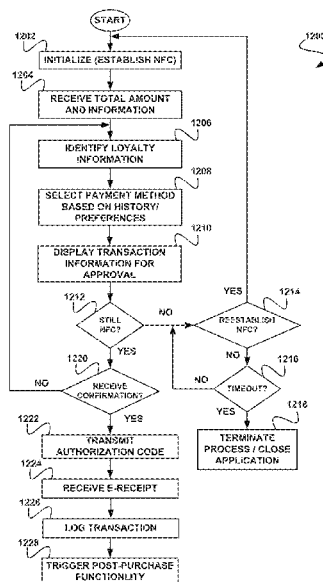 START
1200
1202
INITIALIZE (ESTABLISH NFC)
1204
RECEIVE TOTAL AMOUNT
AND INFORMATION
1206
IDENTIFY LOYALTY
INFORMATION
1208
SELECT PAYMENT METHOD
BASED ON HISTORY/
PREFERENCES
1210
DISPLAY TRANSACTION
INFORMATION FOR
APPROVAL
1212
STILL
NFC?
NO
YES
1214
REESTABLISH
NFC?
YES
NO
1216
TIMEOUT?
NO
YES
1218
TERMINATE
PROCESS / CLOSE
APPLICATION
1220
RECEIVE
CONFIRMATION?
NO
YES
1222
TRANSMIT
AUTHORIZATION CODE
1224
RECEIVE E-RECEIPT
1226
LOG TRANSACTION
1228
TRIGGER POST-PURCHASE
FUNCTIONLITY